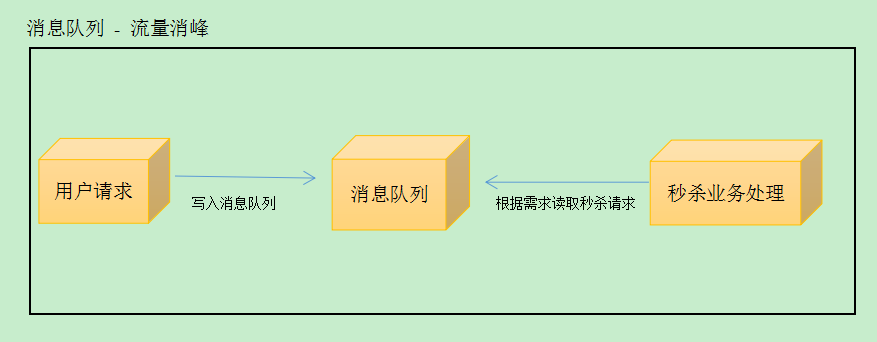 消息队列 - 流量消峰
用户请求
写入消息队列
消息队列
根据需求读取秒杀请求
秒杀业务处理